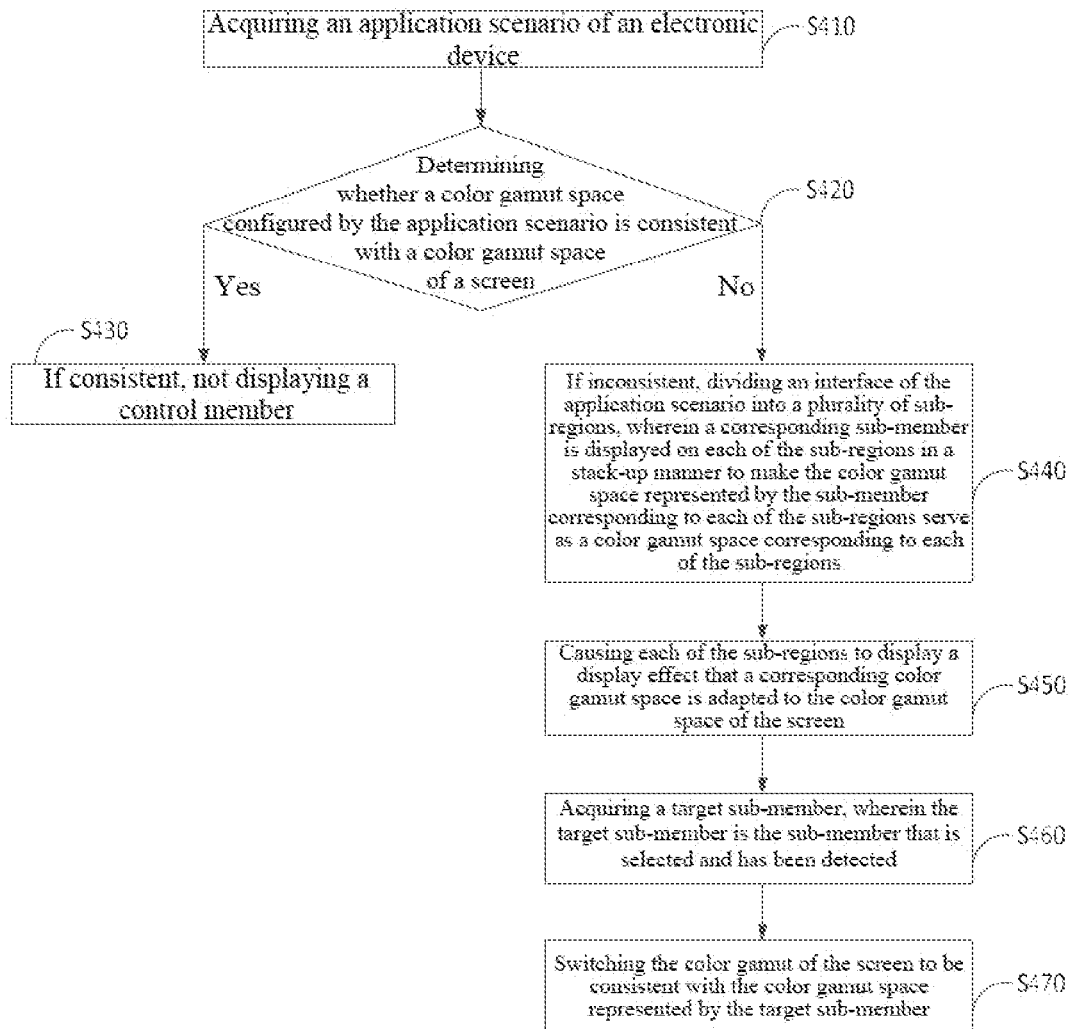 Acquiring an application scenario of an electronic
device
S410
Determining
whether a color gamut space
configured by the application scenario is consistent
with a color gamut space
of a screen
S420
Yes
No
S430
If consistent, not displaying a
control member
If inconsistent, dividing an interface of the
application scenario into a plurality of sub-
regions, wherein a corresponding sub-member
is displayed on each of the sub-regions in a
stack-up manner to make the color gamut
space represented by the sub-member
corresponding to each of the sub-regions serve
as a color gamut space corresponding to each
of the sub-regions
S440
Causing each of the sub-regions to display a
display effect that a corresponding color
gamut space is adapted to the color gamut
space of the screen
S450
Acquiring a target sub-member, wherein the
target sub-member is the sub-member that is
selected and has been detected
S460
Switching the color gamut of the screen to be
consistent with the color gamut space
represented by the target sub-member
S470